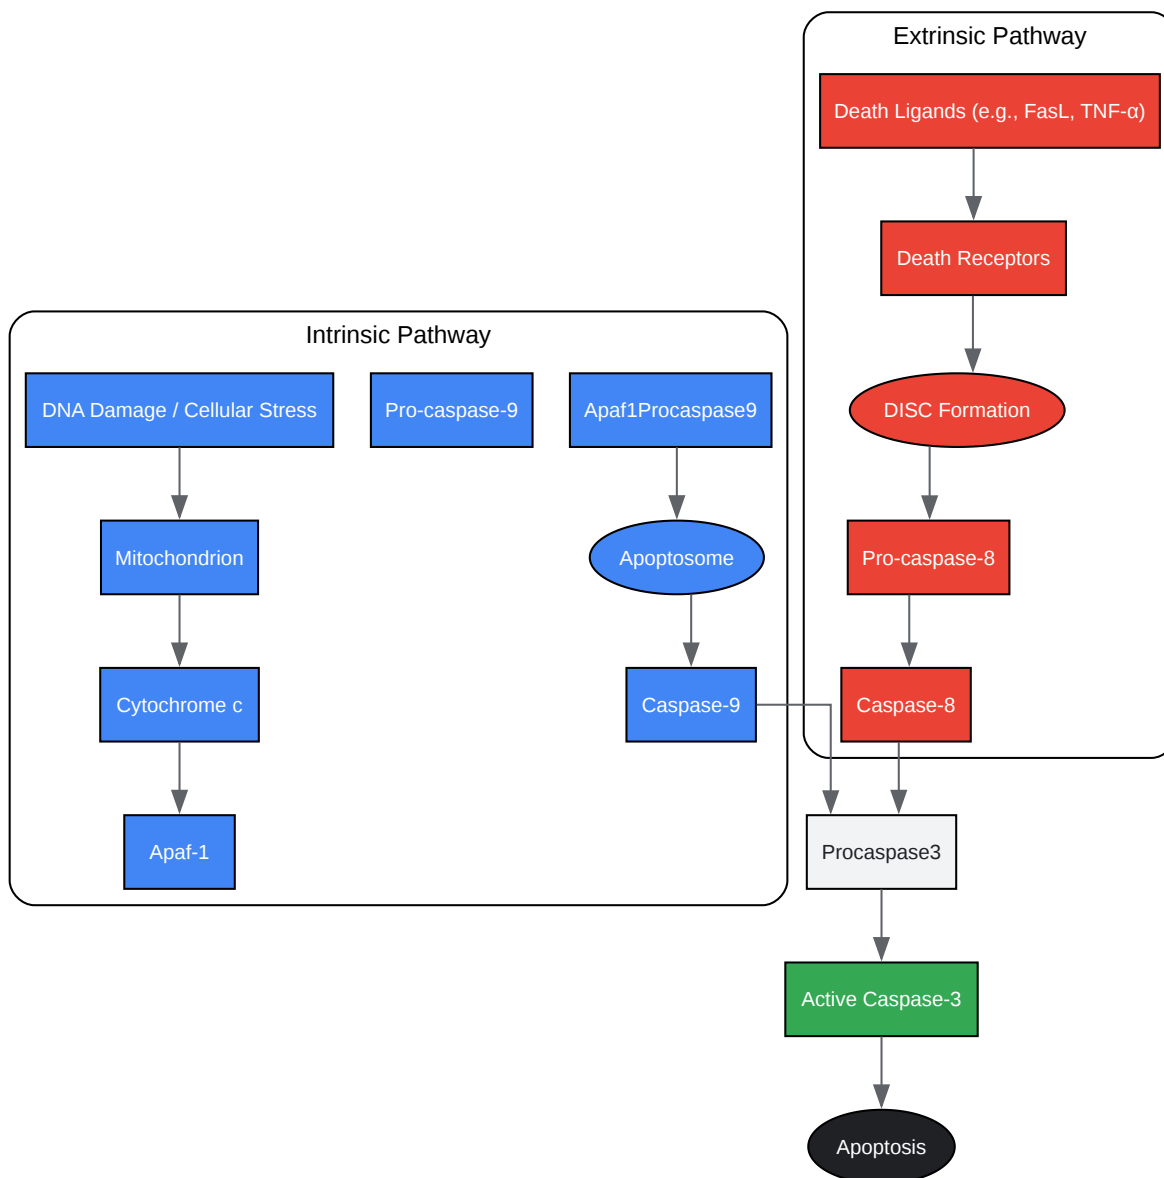 Extrinsic Pathway
Death Ligands (e.g., FasL, TNF-α)
Death Receptors
DISC Formation
Pro-caspase-8
Caspase-8
Intrinsic Pathway
DNA Damage / Cellular Stress
Mitochondrion
Cytochrome c
Apaf-1
Pro-caspase-9
Apaf1Procaspase9
Apoptosome
Caspase-9
Procaspase3
Active Caspase-3
Apoptosis